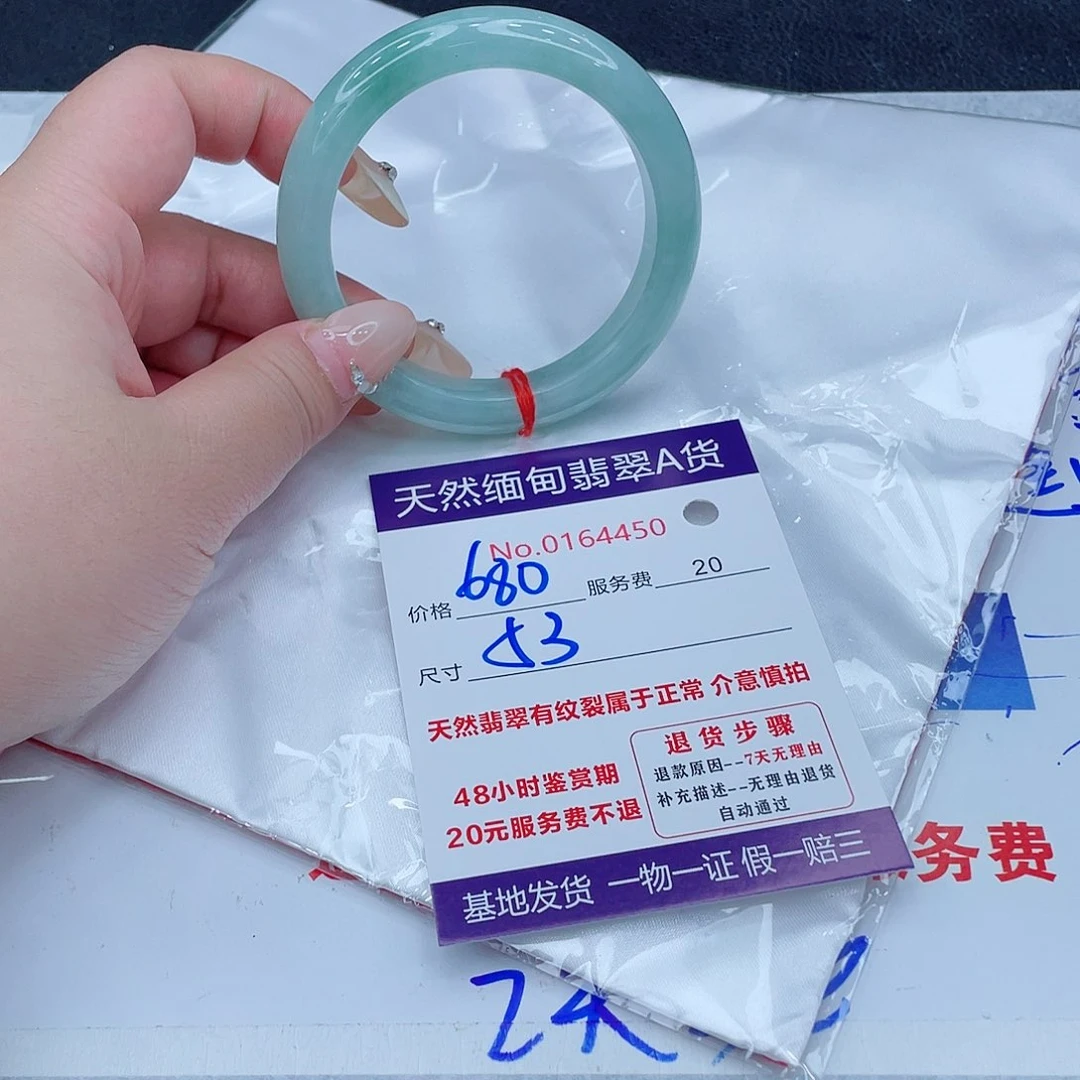 天然缅甸翡翠A货
No.0164450
价格 680 服务费 20
尺寸 53
天然翡翠有纹裂属于正常 介意慎拍
48小时鉴赏期
20元服务费不退
退货步骤
退款原因--7天无理由
补充描述--无理由退货
自动通过
基地发货 一物一证 假一赔三
务费